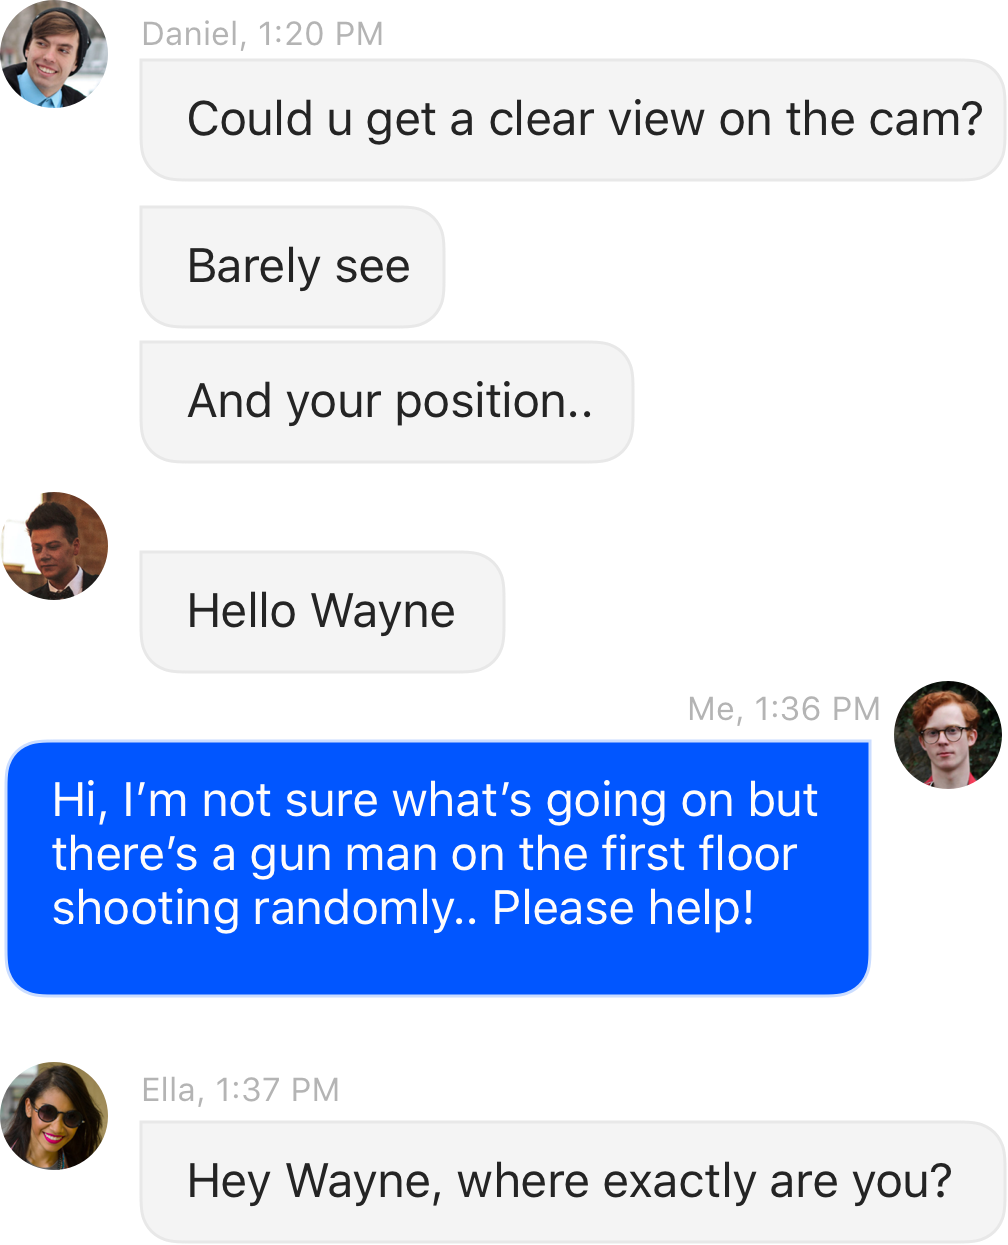 Daniel, 1:20 PM
Could u get a clear view on the cam?
Barely see
And your position..
Hello Wayne
Me, 1:36 PM
Hi, I’m not sure what’s going on but
there’s a gun man on the first floor
shooting randomly.. Please help!
Ella, 1:37 PM
Hey Wayne, where exactly are you?